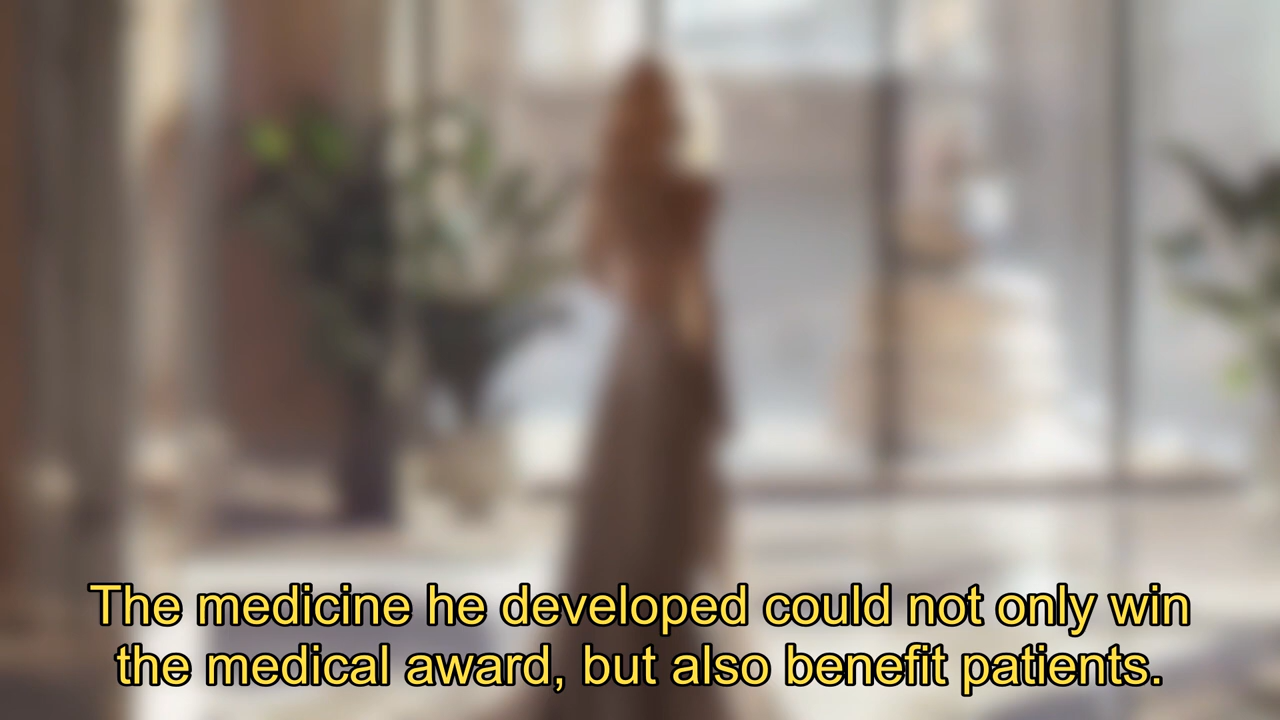 The medicine he developed could not only win
the medical award, but also benefit patients.